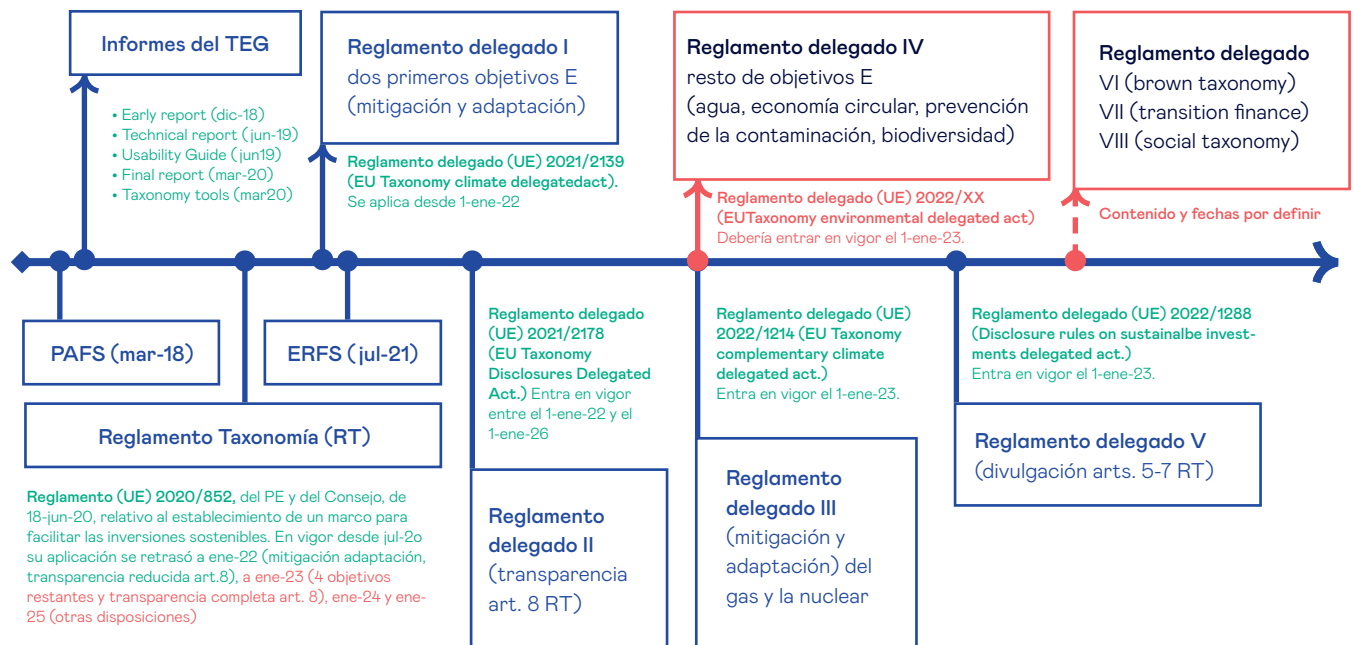 Informes del TEG
• Early report (dic-18)
• Technical report (jun-19)
• Usability Guide (jun19)
• Final report (mar-20)
• Taxonomy tools (mar20)
Reglamento delegado I
dos primeros objetivos E
(mitigación y adaptación)
Reglamento delegado (UE) 2021/2139
(EU Taxonomy climate delegatedact).
Se aplica desde 1-ene-22
Reglamento delegado IV
resto de objetivos E
(agua, economía circular, prevención
de la contaminación, biodiversidad)
Reglamento delegado (UE) 2022/XX
(EUTaxonomy environmental delegated act)
Debería entrar en vigor el 1-ene-23.
Reglamento delegado
VI (brown taxonomy)
VII (transition finance)
VIII (social taxonomy)
Contenido y fechas por definir
PAFS (mar-18)
ERFS (jul-21)
Reglamento Taxonomía (RT)
Reglamento (UE) 2020/852, del PE y del Consejo, de
18-jun-20, relativo al establecimiento de un marco para
facilitar las inversiones sostenibles. En vigor desde jul-2o
su aplicación se retrasó a ene-22 (mitigación adaptación,
transparencia reducida art.8), a ene-23 (4 objetivos
restantes y transparencia completa art. 8), ene-24 y ene-
25 (otras disposiciones)
Reglamento delegado
(UE) 2021/2178
(EU Taxonomy
Disclosures Delegated
Act.) Entra en vigor
entre el 1-ene-22 y el
1-ene-26
Reglamento
delegado II
(transparencia
art. 8 RT)
Reglamento delegado (UE)
2022/1214 (EU Taxonomy
complementary climate
delegated act.)
Entra en vigor el 1-ene-23.
Reglamento
delegado III
(mitigación y
adaptación) del
gas y la nuclear
Reglamento delegado (UE) 2022/1288
(Disclosure rules on sustainalbe invest-
ments delegated act.)
Entra en vigor el 1-ene-23.
Reglamento delegado V
(divulgación arts. 5-7 RT)